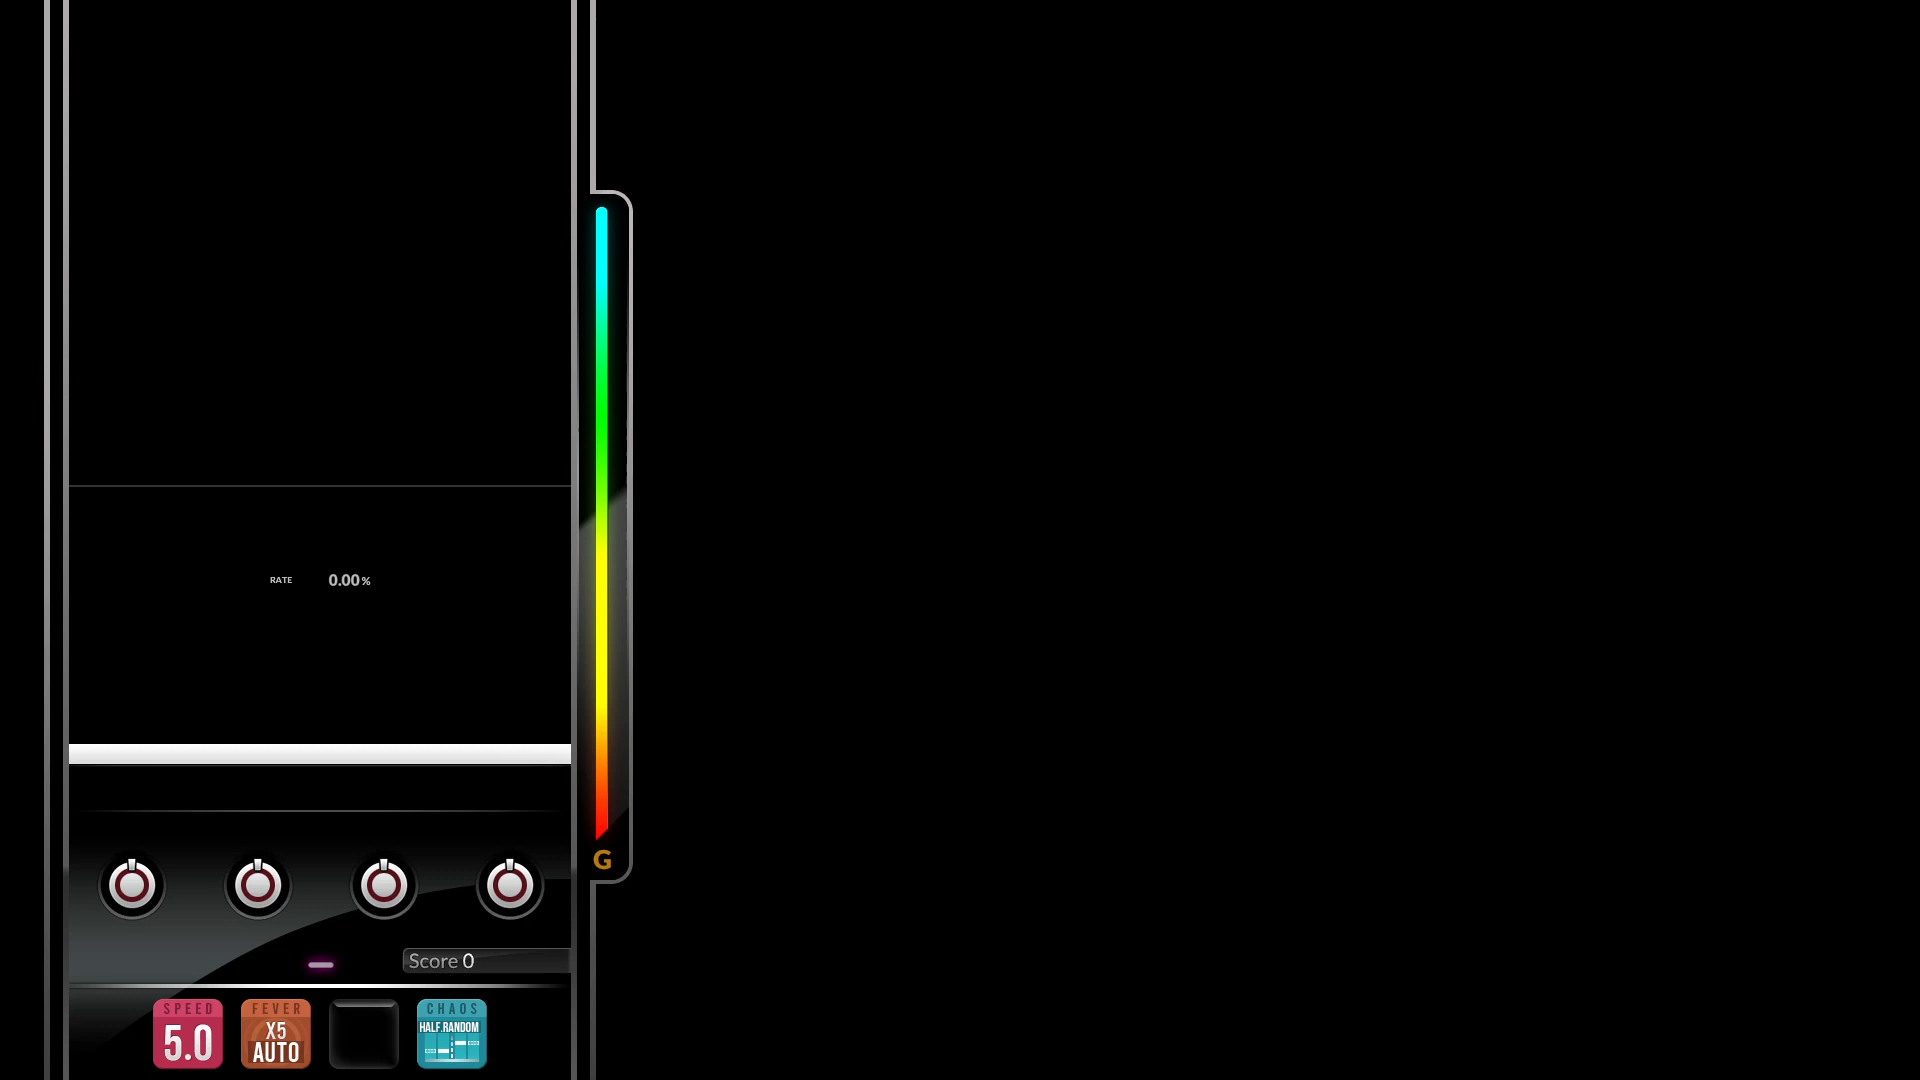 RATE 0.00%
G
Score 0
SPEED
5.0
FEVER
X5
AUTO
CHAOS
HALF.RANDOM